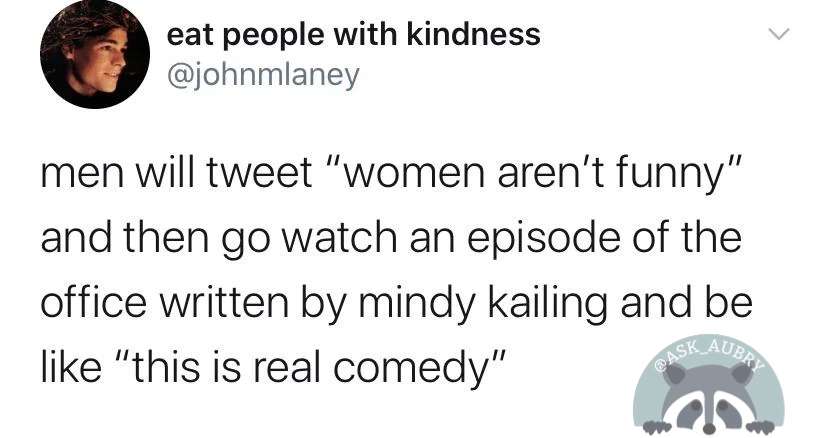 eat people with kindness
@johnmlaney
men will tweet “women aren’t funny”
and then go watch an episode of the
office written by mindy kailing and be
like “this is real comedy”
@ASK_AUBRY